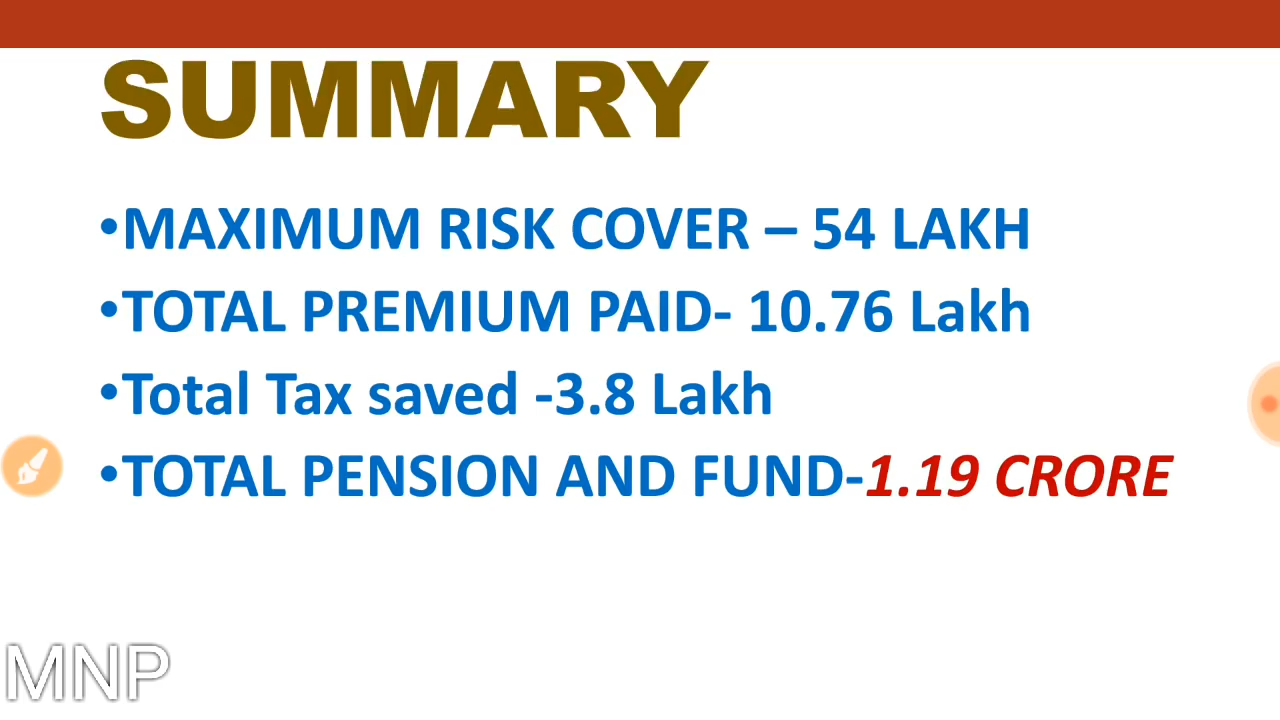 SUMMARY
•MAXIMUM RISK COVER – 54 LAKH
•TOTAL PREMIUM PAID- 10.76 Lakh
•Total Tax saved -3.8 Lakh
•TOTAL PENSION AND FUND-1.19 CRORE
MNP